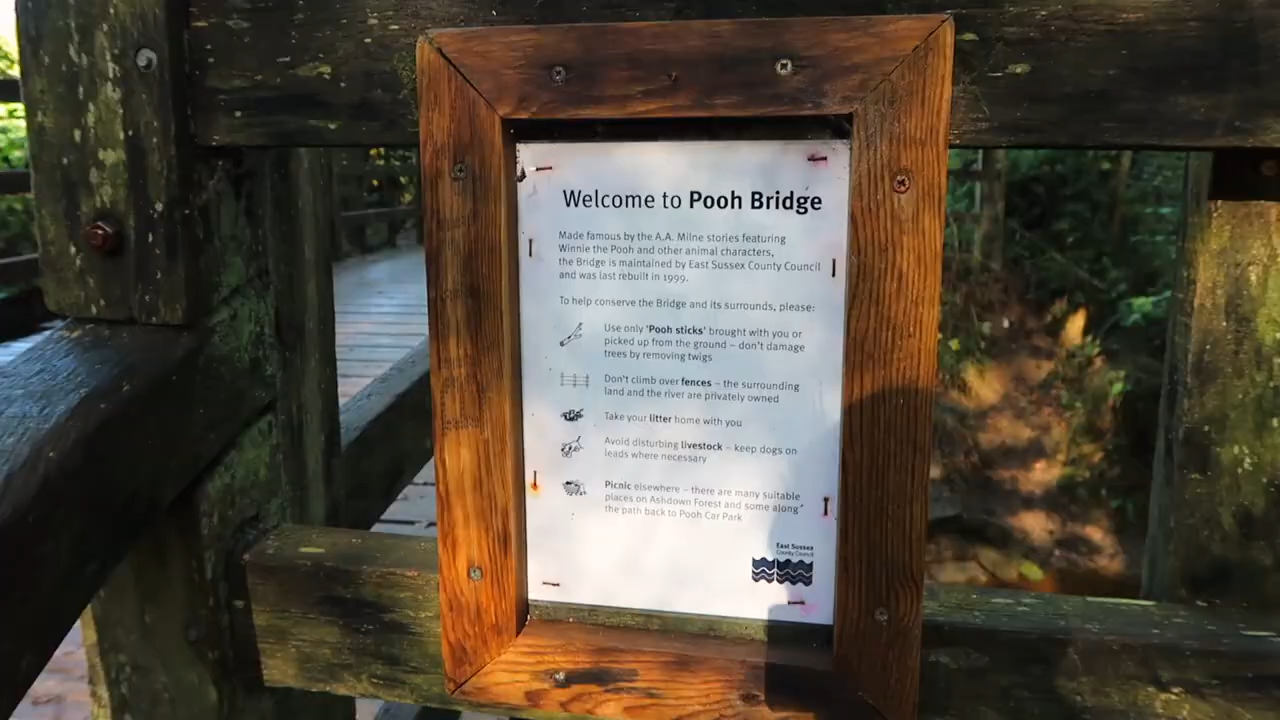 Welcome to Pooh Bridge
Made famous by the A.A. Milne stories featuring
Winnie the Pooh and other animal characters,
the Bridge is maintained by East Sussex County Council
and was last rebuilt in 1999.
To help conserve the Bridge and its surrounds, please:
Use only 'Pooh sticks' brought with you or
picked up from the ground – don't damage
trees by removing twigs
Don't climb over fences – the surrounding
land and the river are privately owned
Take your litter home with you
Avoid disturbing livestock – keep dogs on
leads where necessary
Picnic elsewhere – there are many suitable
places on Ashdown Forest and some along
the path back to Pooh Car Park
East Sussex
County Council